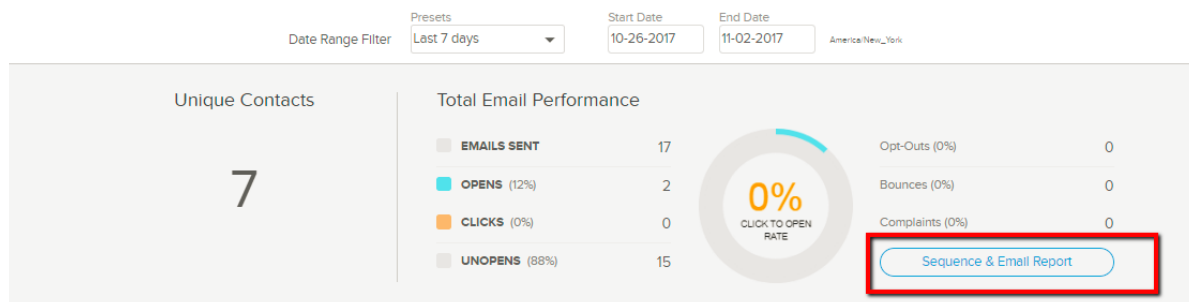 Presets Start Date End Date
Date Range Filter Last 7 days 10-26-2017 11-02-2017 America/New_York
Unique Contacts
7
Total Email Performance
EMAILS SENT 17
OPENS (12%) 2
CLICKS (0%) 0
UNOPENS (88%) 15
0%
CLICK TO OPEN
RATE
Opt-Outs (0%) 0
Bounces (0%) 0
Complaints (0%) 0
Sequence & Email Report